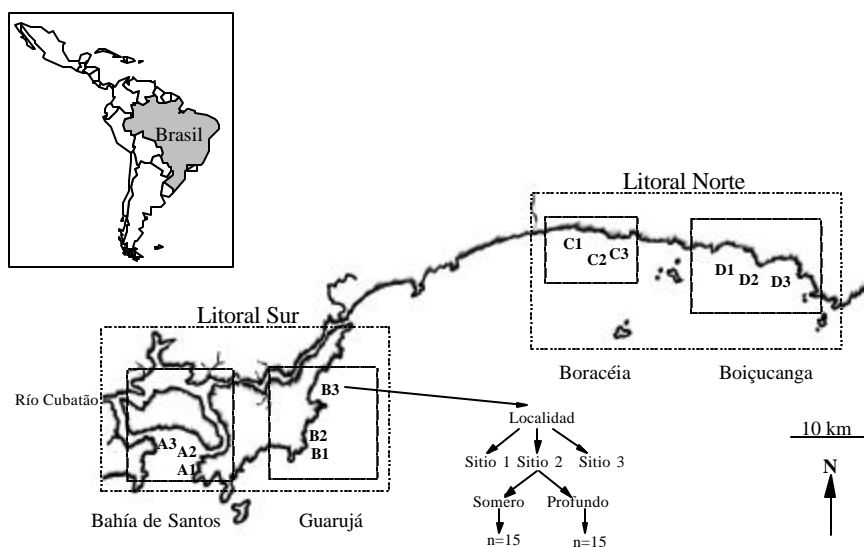 Brasil
Litoral Norte
C1
C2
C3
D1
D2
D3
Litoral Sur
Boracéia
Boiçucanga
Río Cubatão
B3
Localidad
10 km
A3
A2
A1
B2
B1
Sitio 1
Sitio 2
Sitio 3
N
Somero
Profundo
Bahía de Santos
Guarujá
n=15
n=15